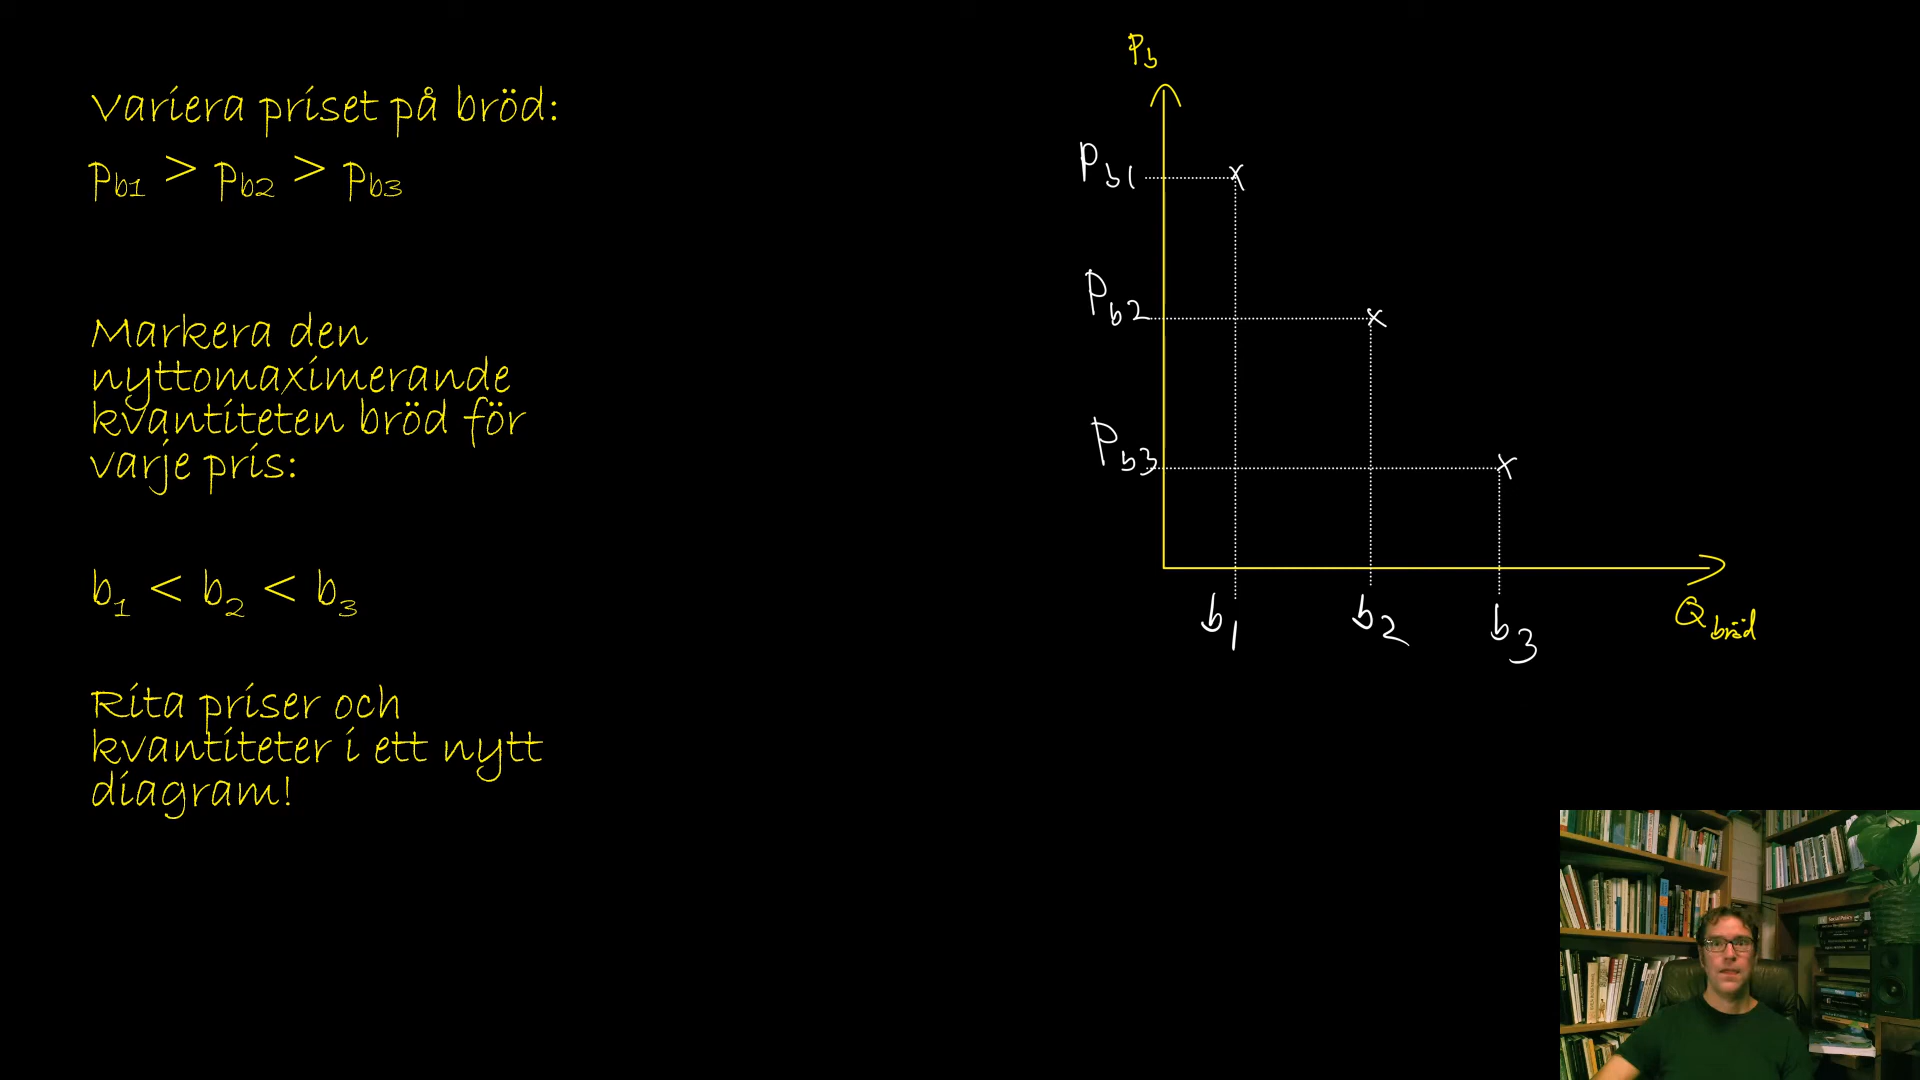 Variera priset på bröd:
pb1 > pb2 > pb3
Markera den
nyttomaximerande
kvantiteten bröd för
varje pris:
b1 < b2 < b3
Rita priser och
kvantiteter i ett nytt
diagram!
Pb
Pb1
Pb2
Pb3
b1
b2
b3
Qbröd